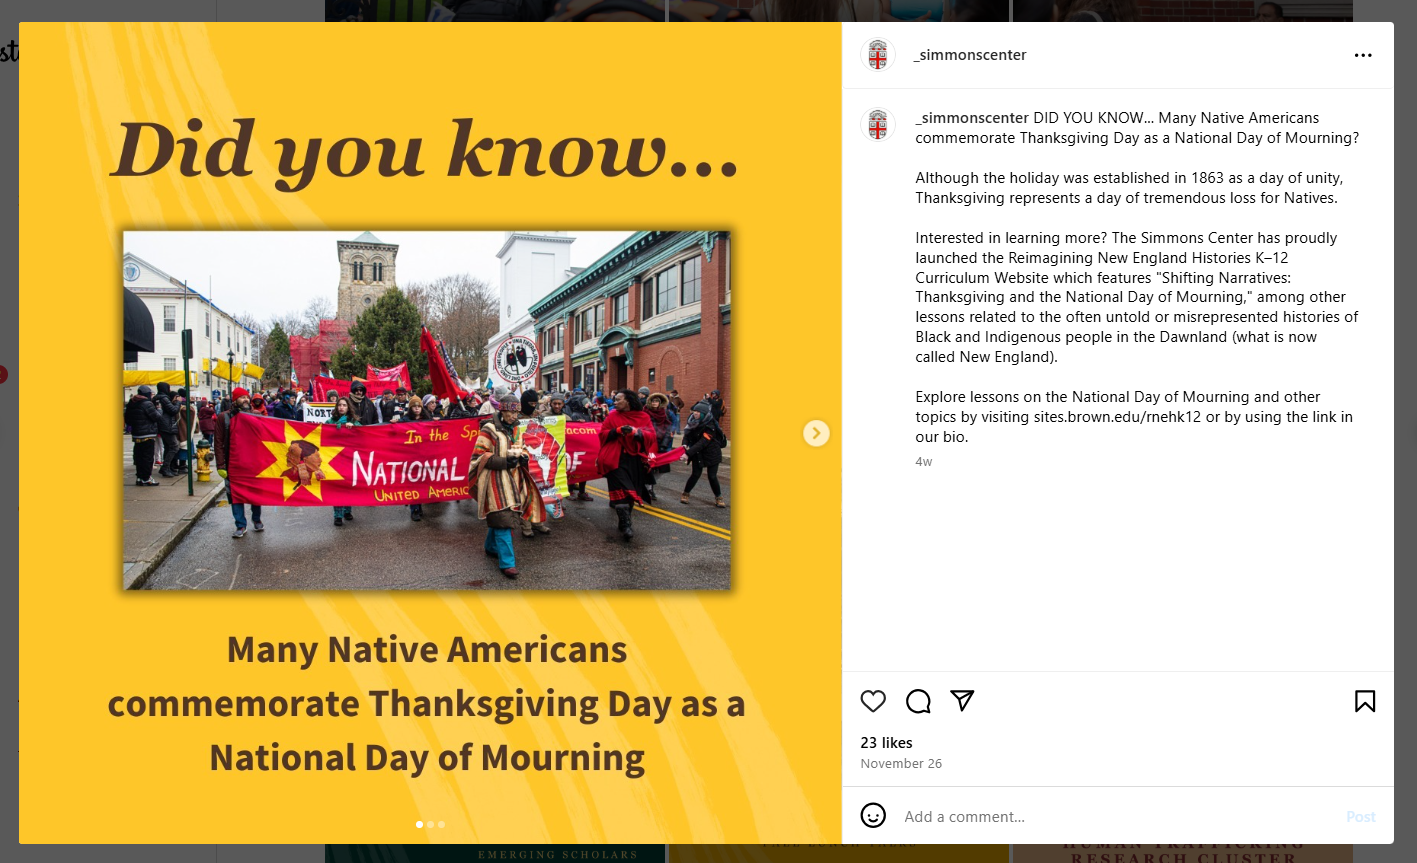 Did you know...
NORT
In the Sp
acom
NATIONAL
OF
UNITED AMERIC
Many Native Americans
commemorate Thanksgiving Day as a
National Day of Mourning
_simmonscenter
_simmonscenter DID YOU KNOW... Many Native Americans
commemorate Thanksgiving Day as a National Day of Mourning?
Although the holiday was established in 1863 as a day of unity,
Thanksgiving represents a day of tremendous loss for Natives.
Interested in learning more? The Simmons Center has proudly
launched the Reimagining New England Histories K–12
Curriculum Website which features "Shifting Narratives:
Thanksgiving and the National Day of Mourning," among other
lessons related to the often untold or misrepresented histories of
Black and Indigenous people in the Dawnland (what is now
called New England).
Explore lessons on the National Day of Mourning and other
topics by visiting sites.brown.edu/rnehk12 or by using the link in
our bio.
4w
23 likes
November 26
Add a comment...
Post
EMERGING SCHOLARS
HUMAN TRAFFICKING
RESEARCH CLUSTER